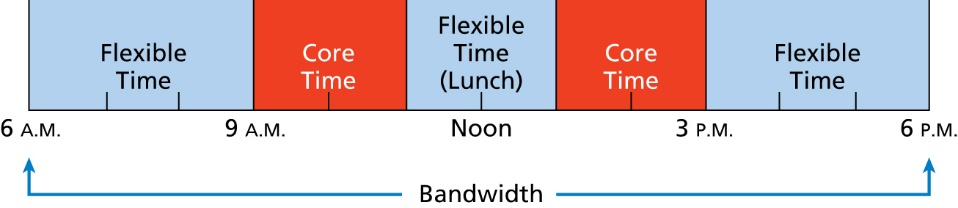 Flexible
Time
Core
Time
Flexible
Time
(Lunch)
Core
Time
Flexible
Time
6 A.M.
9 A.M.
Noon
3 P.M.
6 P.M.
Bandwidth